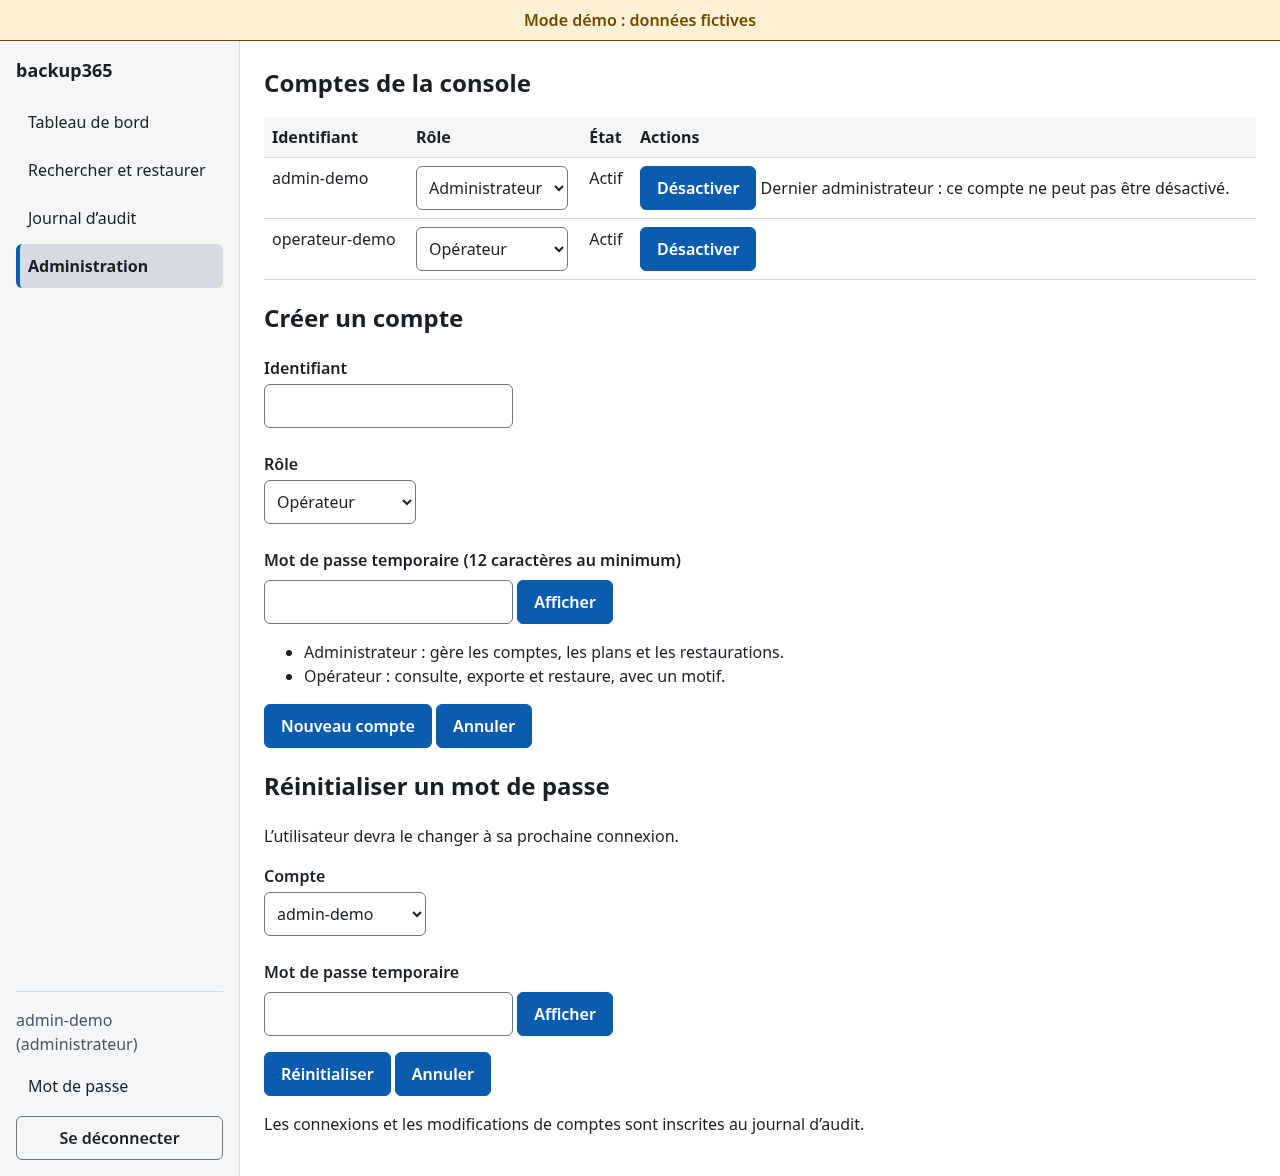 Mode démo : données fictives
backup365
Tableau de bord
Rechercher et restaurer
Journal d’audit
Administration
admin-demo
(administrateur)
Mot de passe
Se déconnecter
Comptes de la console
Identifiant Rôle État Actions
admin-demo Administrateur Actif Désactiver Dernier administrateur : ce compte ne peut pas être désactivé.
operateur-demo Opérateur Actif Désactiver
Créer un compte
Identifiant
Rôle
Opérateur
Mot de passe temporaire (12 caractères au minimum)
Afficher
Administrateur : gère les comptes, les plans et les restaurations.
Opérateur : consulte, exporte et restaure, avec un motif.
Nouveau compte Annuler
Réinitialiser un mot de passe
L’utilisateur devra le changer à sa prochaine connexion.
Compte
admin-demo
Mot de passe temporaire
Afficher
Réinitialiser Annuler
Les connexions et les modifications de comptes sont inscrites au journal d’audit.